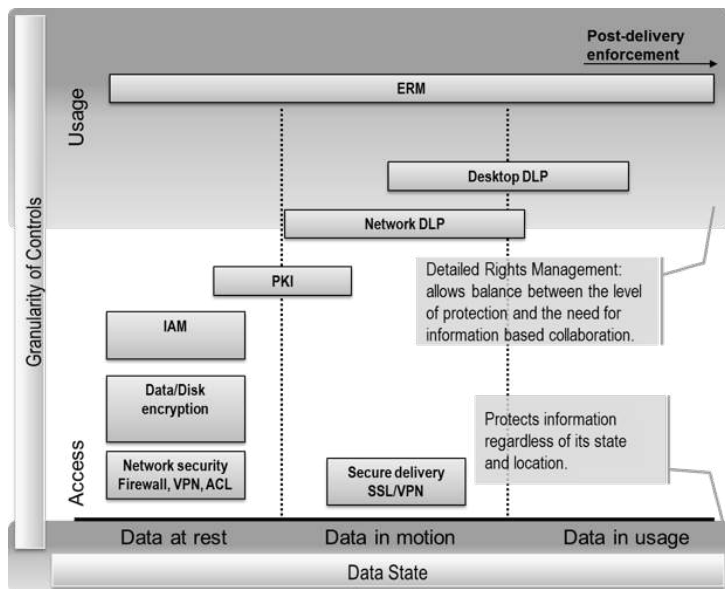 Post-delivery
enforcement
ERM
Usage
Desktop DLP
Network DLP
Granularity of Controls
Detailed Rights Management:
allows balance between the level
of protection and the need for
information based collaboration.
PKI
IAM
Data/Disk
encryption
Protects information
regardless of its state
and location.
Access
Network security
Firewall, VPN, ACL
Secure delivery
SSL/VPN
Data at rest
Data in motion
Data in usage
Data State